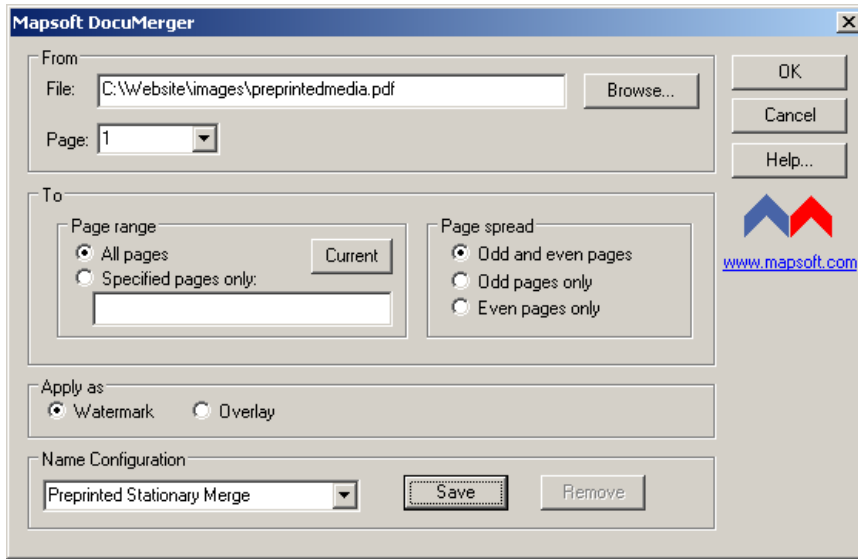 Mapsoft DocuMerger
From
File: C:\Website\images\preprintedmedia.pdf Browse...
Page: 1
OK
Cancel
Help...
www.mapsoft.com
To
Page range
All pages Current
Specified pages only:
Page spread
Odd and even pages
Odd pages only
Even pages only
Apply as
Watermark Overlay
Name Configuration
Preprinted Stationary Merge Save Remove